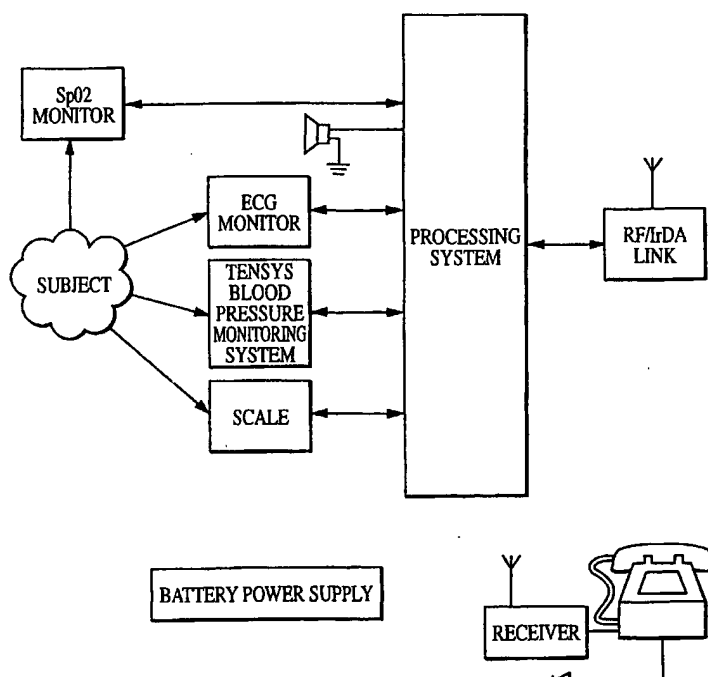 Sp02
MONITOR
ECG
MONITOR
PROCESSING
SYSTEM
RF/IrDA
LINK
SUBJECT
TENSYS
BLOOD
PRESSURE
MONITORING
SYSTEM
SCALE
BATTERY POWER SUPPLY
RECEIVER